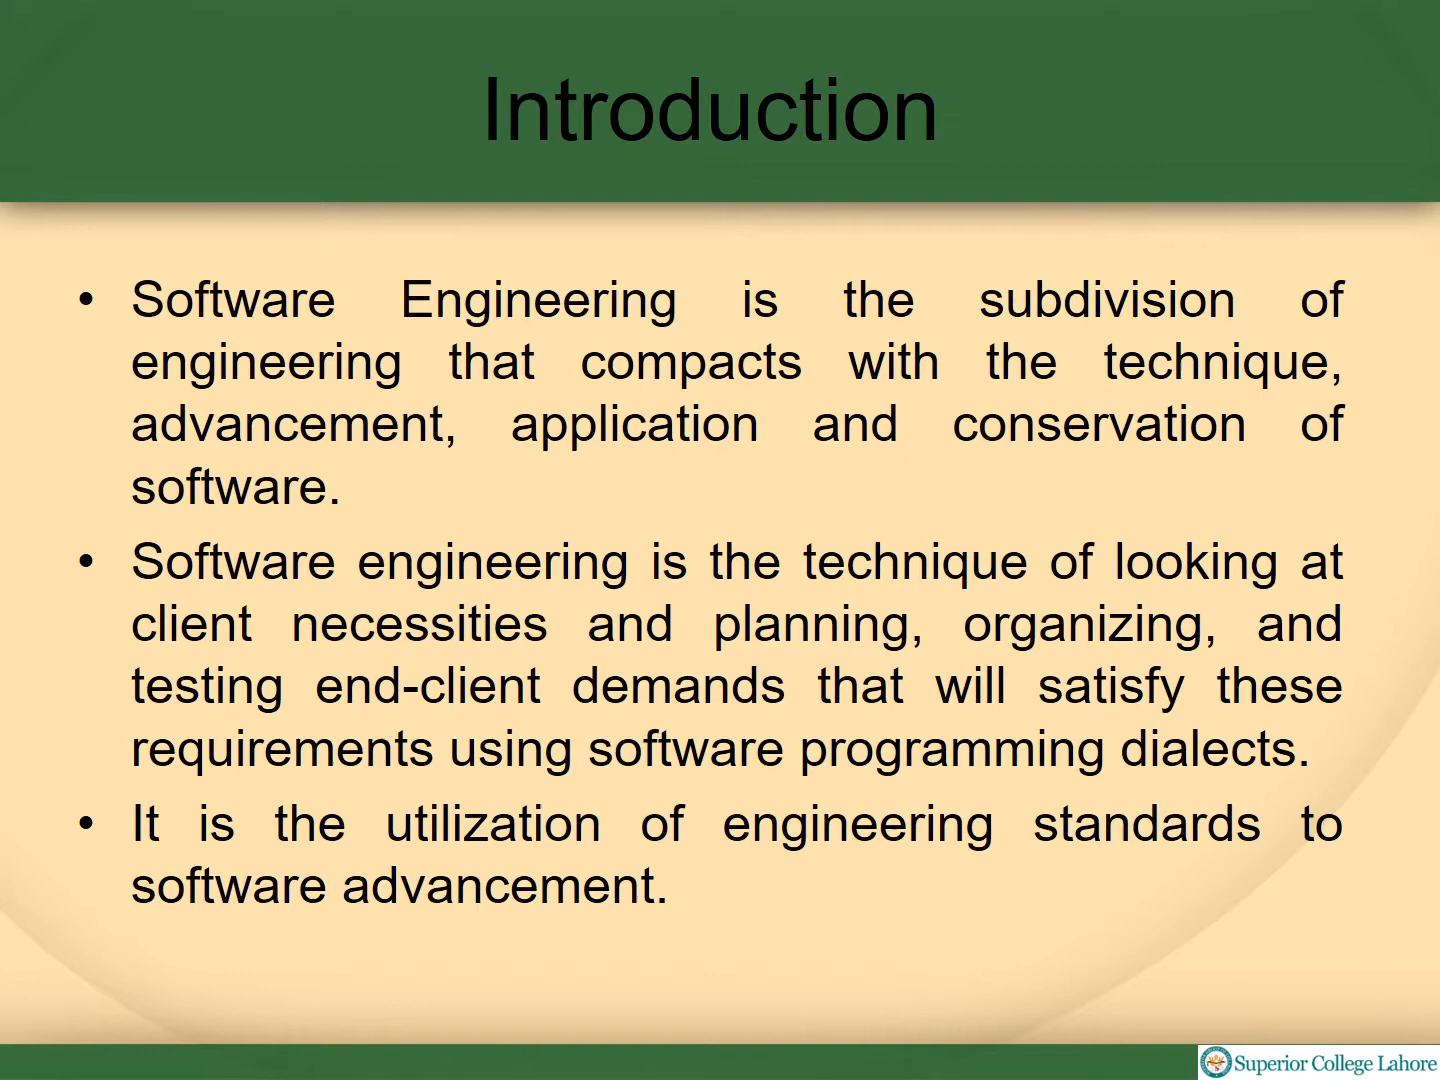 Introduction
• Software Engineering is the subdivision of
engineering that compacts with the technique,
advancement, application and conservation of
software.
• Software engineering is the technique of looking at
client necessities and planning, organizing, and
testing end-client demands that will satisfy these
requirements using software programming dialects.
• It is the utilization of engineering standards to
software advancement.
Superior College Lahore